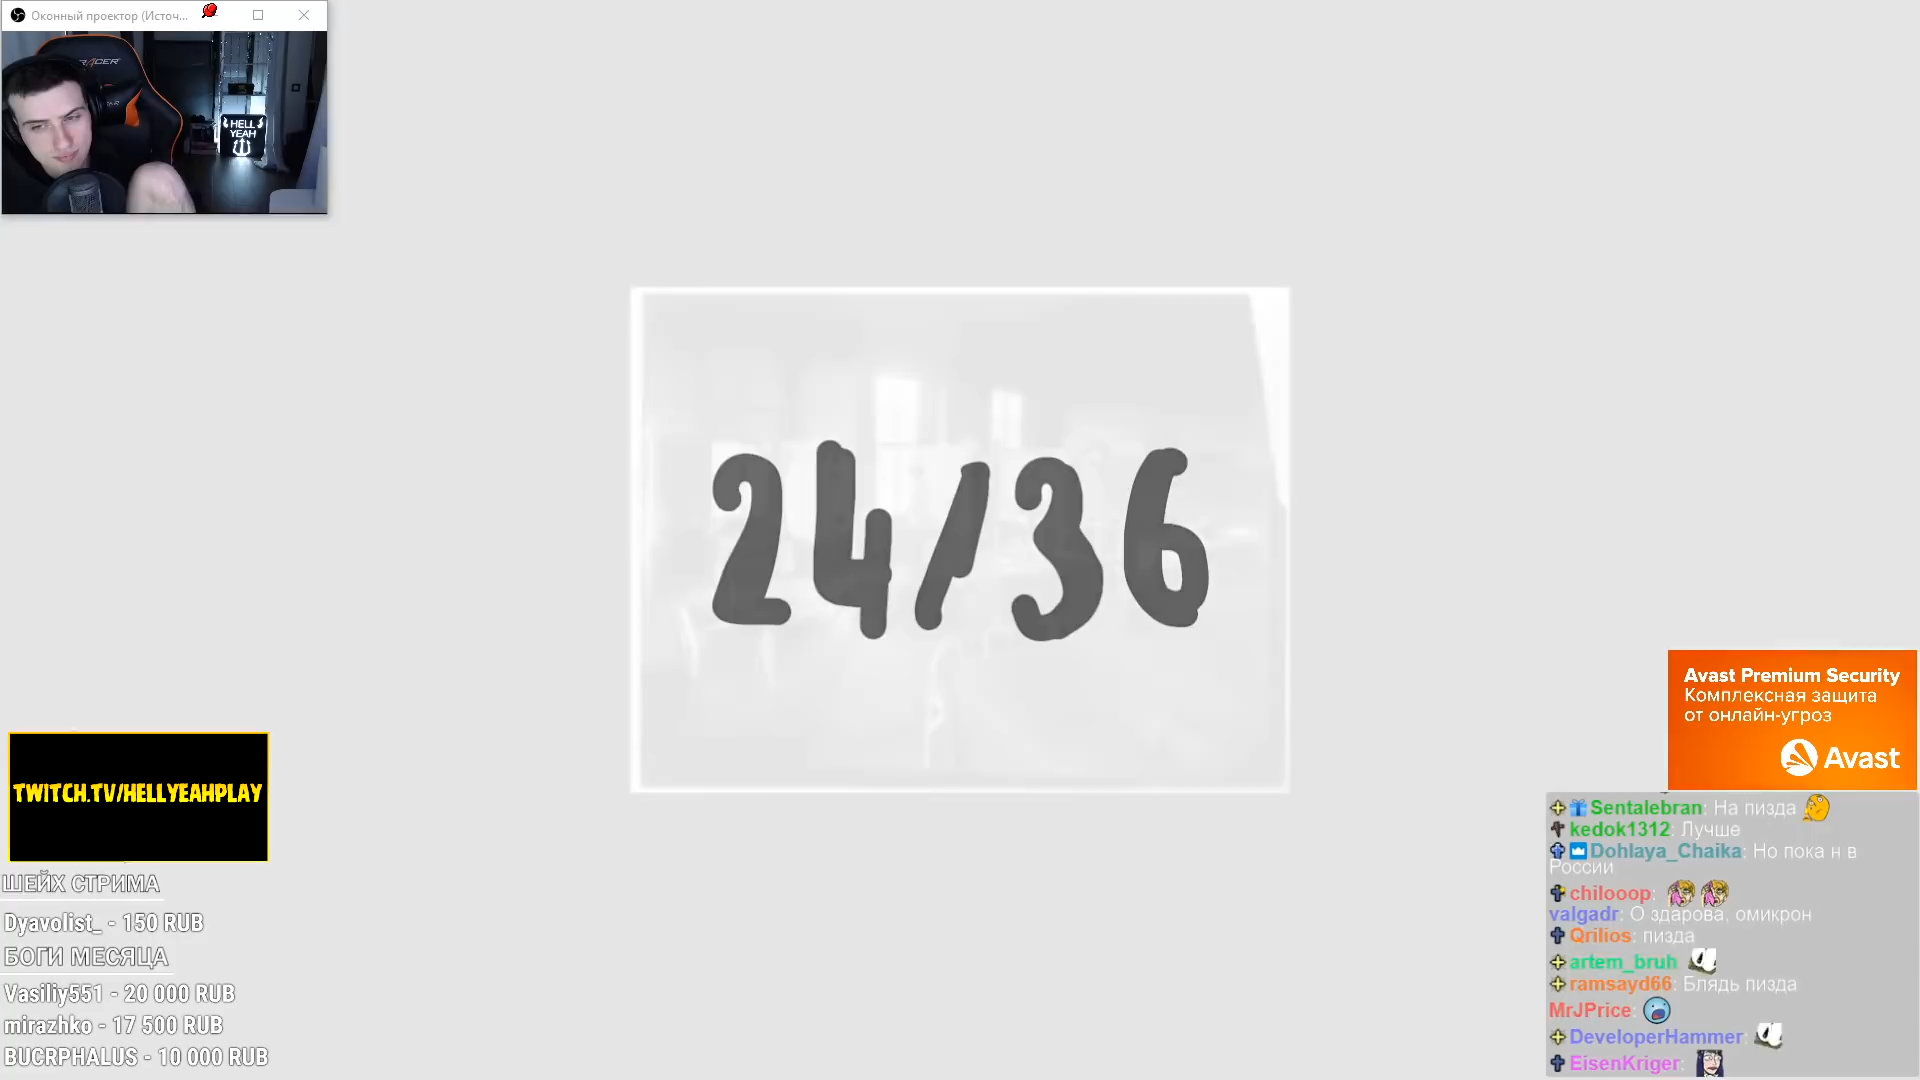 Оконный проектор (Источ...
RACER
HELL
YEAH
24/36
Avast Premium Security
Комплексная защита
от онлайн-угроз
Avast
TWITCH.TV/HELLYEAHPLAY
ШЕЙХ СТРИМА
Dyavolist_ - 150 RUB
БОГИ МЕСЯЦА
Vasiliy551 - 20 000 RUB
mirazhko - 17 500 RUB
BUCRPHALUS - 10 000 RUB
Sentalebran: На пизда
kedok1312: Лучше
Dohlaya_Chaika: Но пока н в
России
chilooop:
valgadr: О здарова, омикрон
Qrilios: пизда
artem_bruh
ramsayd66: Блядь пизда
MrJPrice:
DeveloperHammer:
EisenKriger: